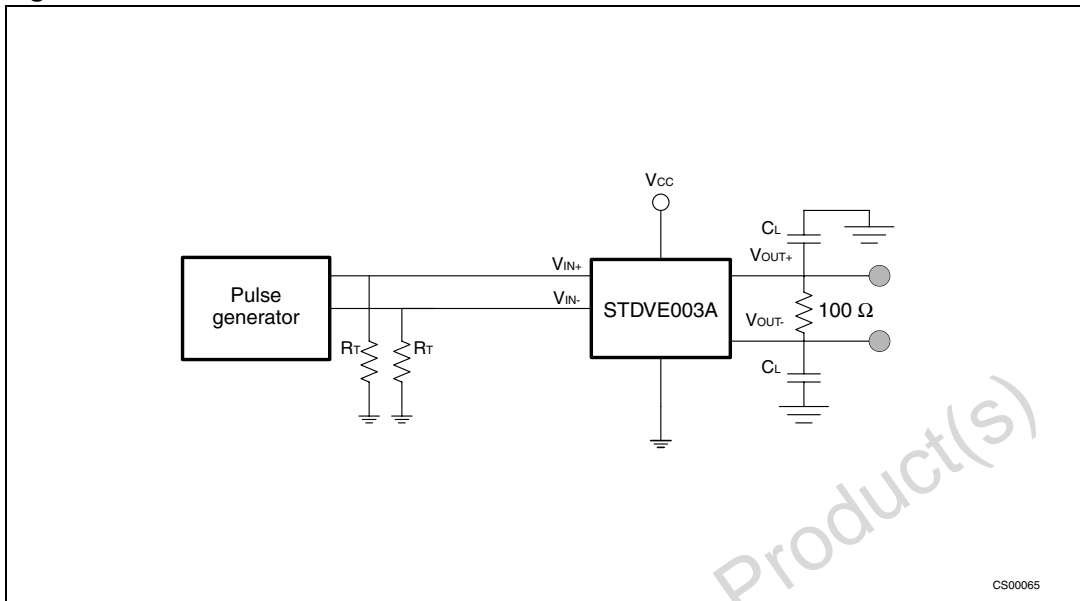 VCC
CL
VOUT+
VIN+
Pulse
generator
VIN-
STDVE003A
100 Ω
VOUT-
RT
RT
CL
Product(s)
CS00065